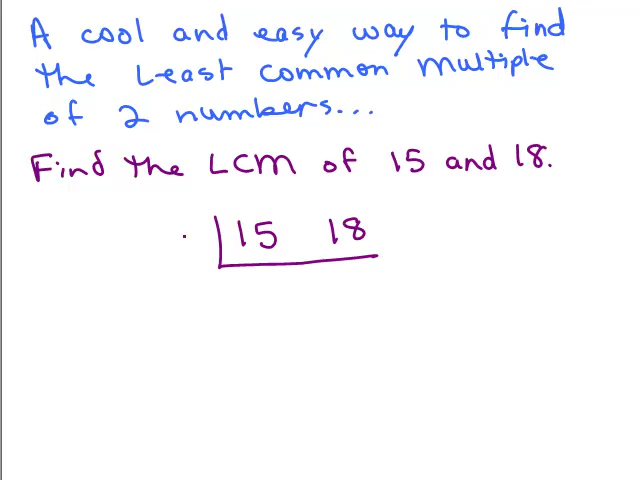 A cool and easy way to find
the Least common multiple
of 2 numbers...
Find the LCM of 15 and 18.
15 18